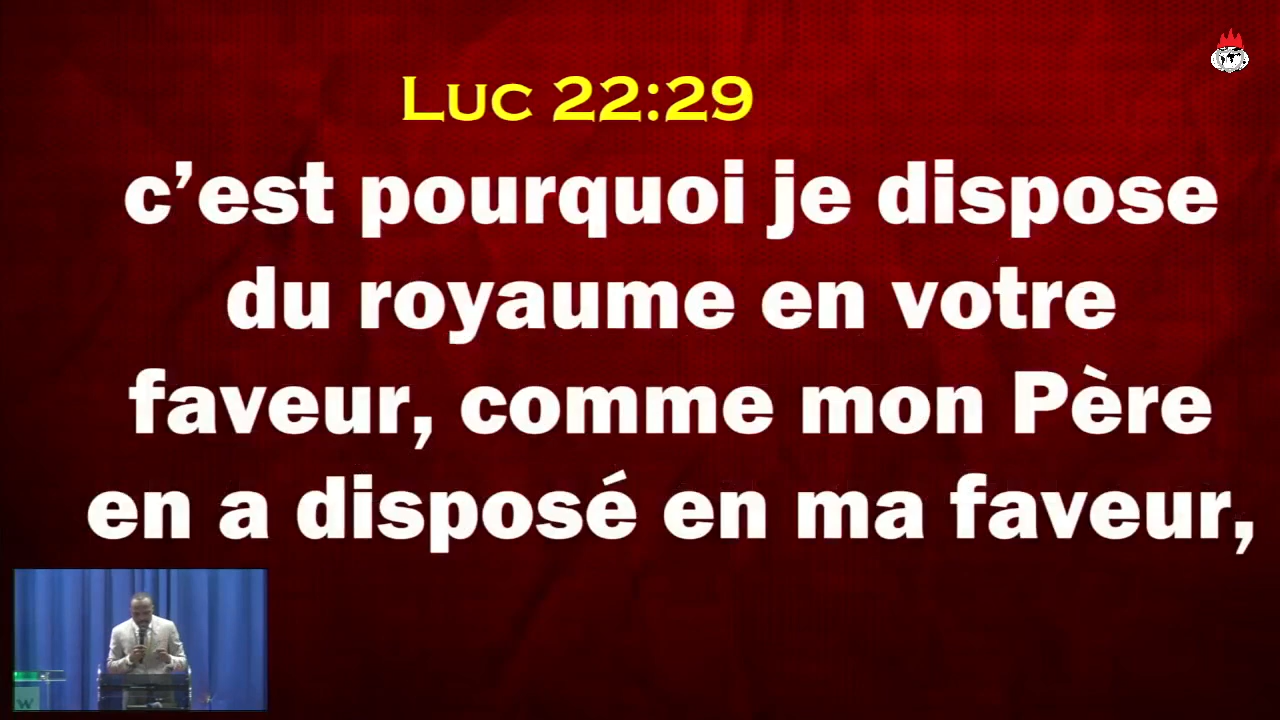 Luc 22:29
c’est pourquoi je dispose
du royaume en votre
faveur, comme mon Père
en a disposé en ma faveur,
W